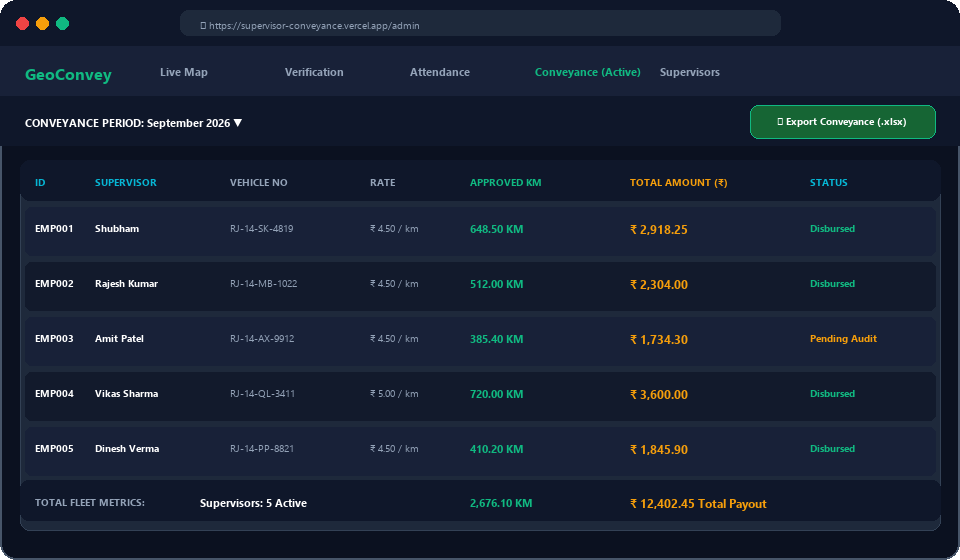 https://supervisor-conveyance.vercel.app/admin
GeoConvey Live Map Verification Attendance Conveyance (Active) Supervisors
CONVEYANCE PERIOD: September 2026 ▼ Export Conveyance (.xlsx)
ID SUPERVISOR VEHICLE NO RATE APPROVED KM TOTAL AMOUNT (₹) STATUS
EMP001 Shubham RJ-14-SK-4819 ₹ 4.50 / km 648.50 KM ₹ 2,918.25 Disbursed
EMP002 Rajesh Kumar RJ-14-MB-1022 ₹ 4.50 / km 512.00 KM ₹ 2,304.00 Disbursed
EMP003 Amit Patel RJ-14-AX-9912 ₹ 4.50 / km 385.40 KM ₹ 1,734.30 Pending Audit
EMP004 Vikas Sharma RJ-14-QL-3411 ₹ 5.00 / km 720.00 KM ₹ 3,600.00 Disbursed
EMP005 Dinesh Verma RJ-14-PP-8821 ₹ 4.50 / km 410.20 KM ₹ 1,845.90 Disbursed
TOTAL FLEET METRICS: Supervisors: 5 Active 2,676.10 KM ₹ 12,402.45 Total Payout